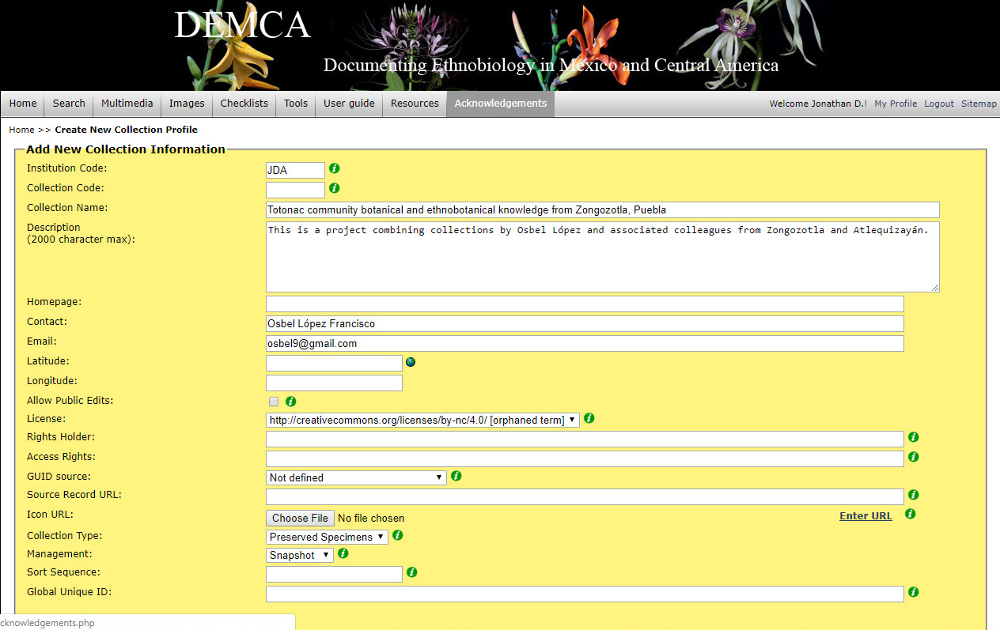 DEMCA
Documenting Ethnobiology in Mexico and Central America
Home Search Multimedia Images Checklists Tools User guide Resources Acknowledgements Welcome Jonathan D.! My Profile Logout Sitemap
Home >> Create New Collection Profile
Add New Collection Information
Institution Code: JDA
Collection Code:
Collection Name: Totonac community botanical and ethnobotanical knowledge from Zongozotla, Puebla
Description This is a project combining collections by Osbel López and associated colleagues from Zongozotla and Atlequizayán.
(2000 character max):
Homepage:
Contact: Osbel López Francisco
Email: osbel9@gmail.com
Latitude:
Longitude:
Allow Public Edits:
License: http://creativecommons.org/licenses/by-nc/4.0/ [orphaned term]
Rights Holder:
Access Rights:
GUID source: Not defined
Source Record URL:
Icon URL: Choose File No file chosen Enter URL
Collection Type: Preserved Specimens
Management: Snapshot
Sort Sequence:
Global Unique ID:
cknowledgements.php